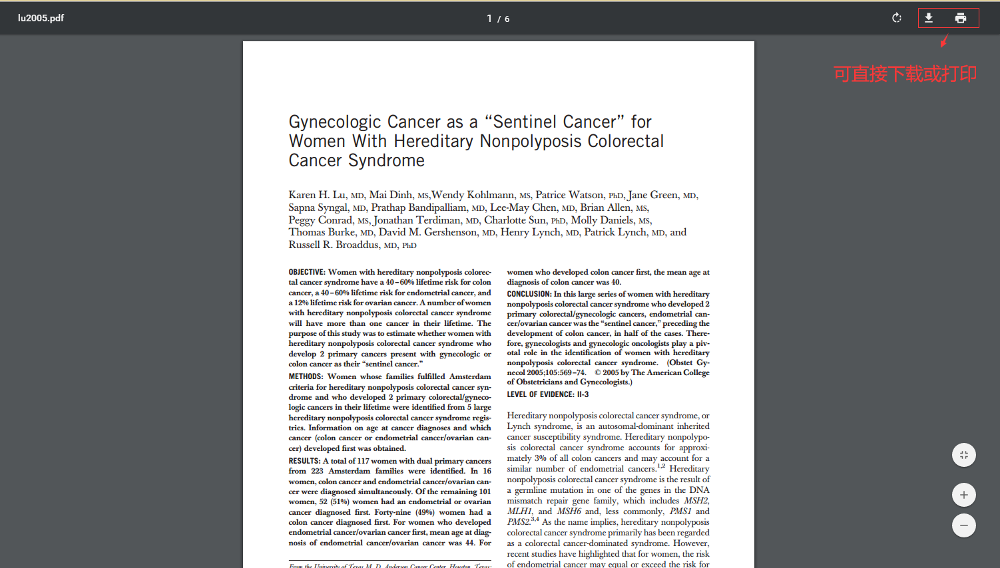 lu2005.pdf
1 / 6
可直接下载或打印
Gynecologic Cancer as a “Sentinel Cancer” for
Women With Hereditary Nonpolyposis Colorectal
Cancer Syndrome
Karen H. Lu, MD, Mai Dinh, MS,Wendy Kohlmann, MS, Patrice Watson, PhD, Jane Green, MD,
Sapna Syngal, MD, Prathap Bandipalliam, MD, Lee-May Chen, MD, Brian Allen, MS,
Peggy Conrad, MS, Jonathan Terdiman, MD, Charlotte Sun, PhD, Molly Daniels, MS,
Thomas Burke, MD, David M. Gershenson, MD, Henry Lynch, MD, Patrick Lynch, MD, and
Russell R. Broaddus, MD, PhD
OBJECTIVE: Women with hereditary nonpolyposis colorec-
tal cancer syndrome have a 40–60% lifetime risk for colon
cancer, a 40–60% lifetime risk for endometrial cancer, and
a 12% lifetime risk for ovarian cancer. A number of women
with hereditary nonpolyposis colorectal cancer syndrome
will have more than one cancer in their lifetime. The
purpose of this study was to estimate whether women with
hereditary nonpolyposis colorectal cancer syndrome who
develop 2 primary cancers present with gynecologic or
colon cancer as their “sentinel cancer.”
METHODS: Women whose families fulfilled Amsterdam
criteria for hereditary nonpolyposis colorectal cancer syn-
drome and who developed 2 primary colorectal/gyneco-
logic cancers in their lifetime were identified from 5 large
hereditary nonpolyposis colorectal cancer syndrome regis-
tries. Information on age at cancer diagnoses and which
cancer (colon cancer or endometrial cancer/ovarian can-
cer) developed first was obtained.
RESULTS: A total of 117 women with dual primary cancers
from 223 Amsterdam families were identified. In 16
women, colon cancer and endometrial cancer/ovarian can-
cer were diagnosed simultaneously. Of the remaining 101
women, 52 (51%) women had an endometrial or ovarian
cancer diagnosed first. Forty-nine (49%) women had a
colon cancer diagnosed first. For women who developed
endometrial cancer/ovarian cancer first, mean age at diag-
nosis of endometrial cancer/ovarian cancer was 44. For
From the University of Texas M. D. Anderson Cancer Center, Houston, Texas;
women who developed colon cancer first, the mean age at
diagnosis of colon cancer was 40.
CONCLUSION: In this large series of women with hereditary
nonpolyposis colorectal cancer syndrome who developed 2
primary colorectal/gynecologic cancers, endometrial can-
cer/ovarian cancer was the “sentinel cancer,” preceding the
development of colon cancer, in half of the cases. There-
fore, gynecologists and gynecologic oncologists play a piv-
otal role in the identification of women with hereditary
nonpolyposis colorectal cancer syndrome. (Obstet Gy-
necol 2005;105:569–74. © 2005 by The American College
of Obstetricians and Gynecologists.)
LEVEL OF EVIDENCE: II-3
Hereditary nonpolyposis colorectal cancer syndrome, or
Lynch syndrome, is an autosomal-dominant inherited
cancer susceptibility syndrome. Hereditary nonpolypo-
sis colorectal cancer syndrome accounts for approxi-
mately 3% of all colon cancers and may account for a
similar number of endometrial cancers.1,2 Hereditary
nonpolyposis colorectal cancer syndrome is the result of
a germline mutation in one of the genes in the DNA
mismatch repair gene family, which includes MSH2,
MLH1, and MSH6 and, less commonly, PMS1 and
PMS2.3,4 As the name implies, hereditary nonpolyposis
colorectal cancer syndrome primarily has been regarded
as a colorectal cancer-dominated syndrome. However,
recent studies have highlighted that for women, the risk
of endometrial cancer may equal or exceed the risk for